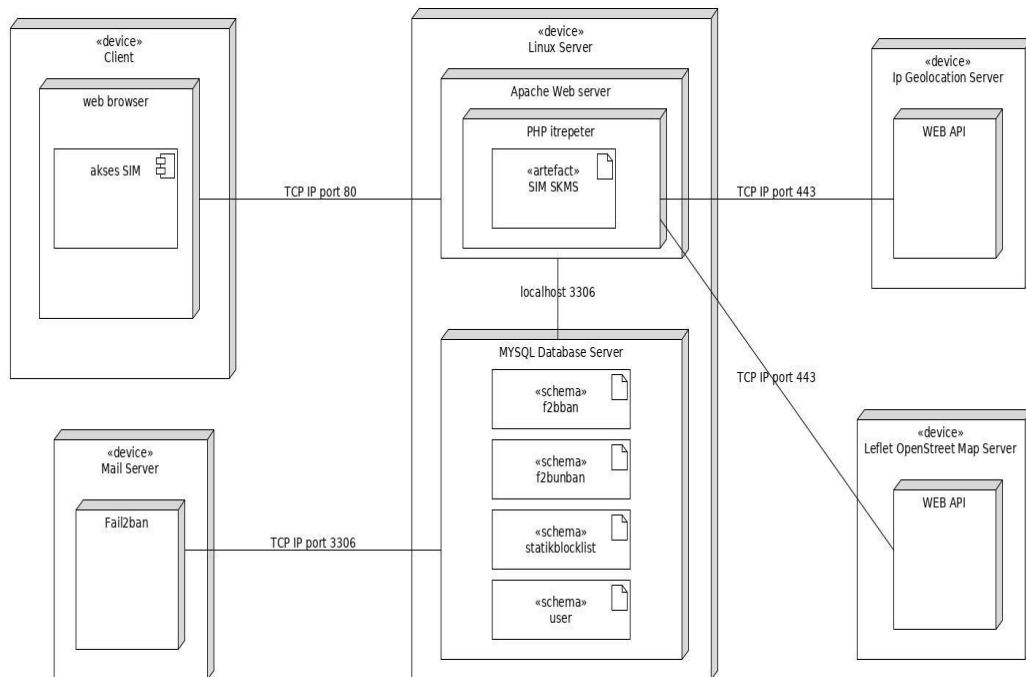 «device»
Client
web browser
akses SIM
TCP IP port 80
«device»
Linux Server
Apache Web server
PHP itrepeter
«artefact»
SIM SKMS
localhost 3306
MYSQL Database Server
«schema»
f2bban
«schema»
f2bunban
«schema»
statikblocklist
«schema»
user
«device»
Mail Server
Fail2ban
TCP IP port 3306
«device»
Ip Geolocation Server
WEB API
TCP IP port 443
TCP IP port 443
«device»
Leflet OpenStreet Map Server
WEB API